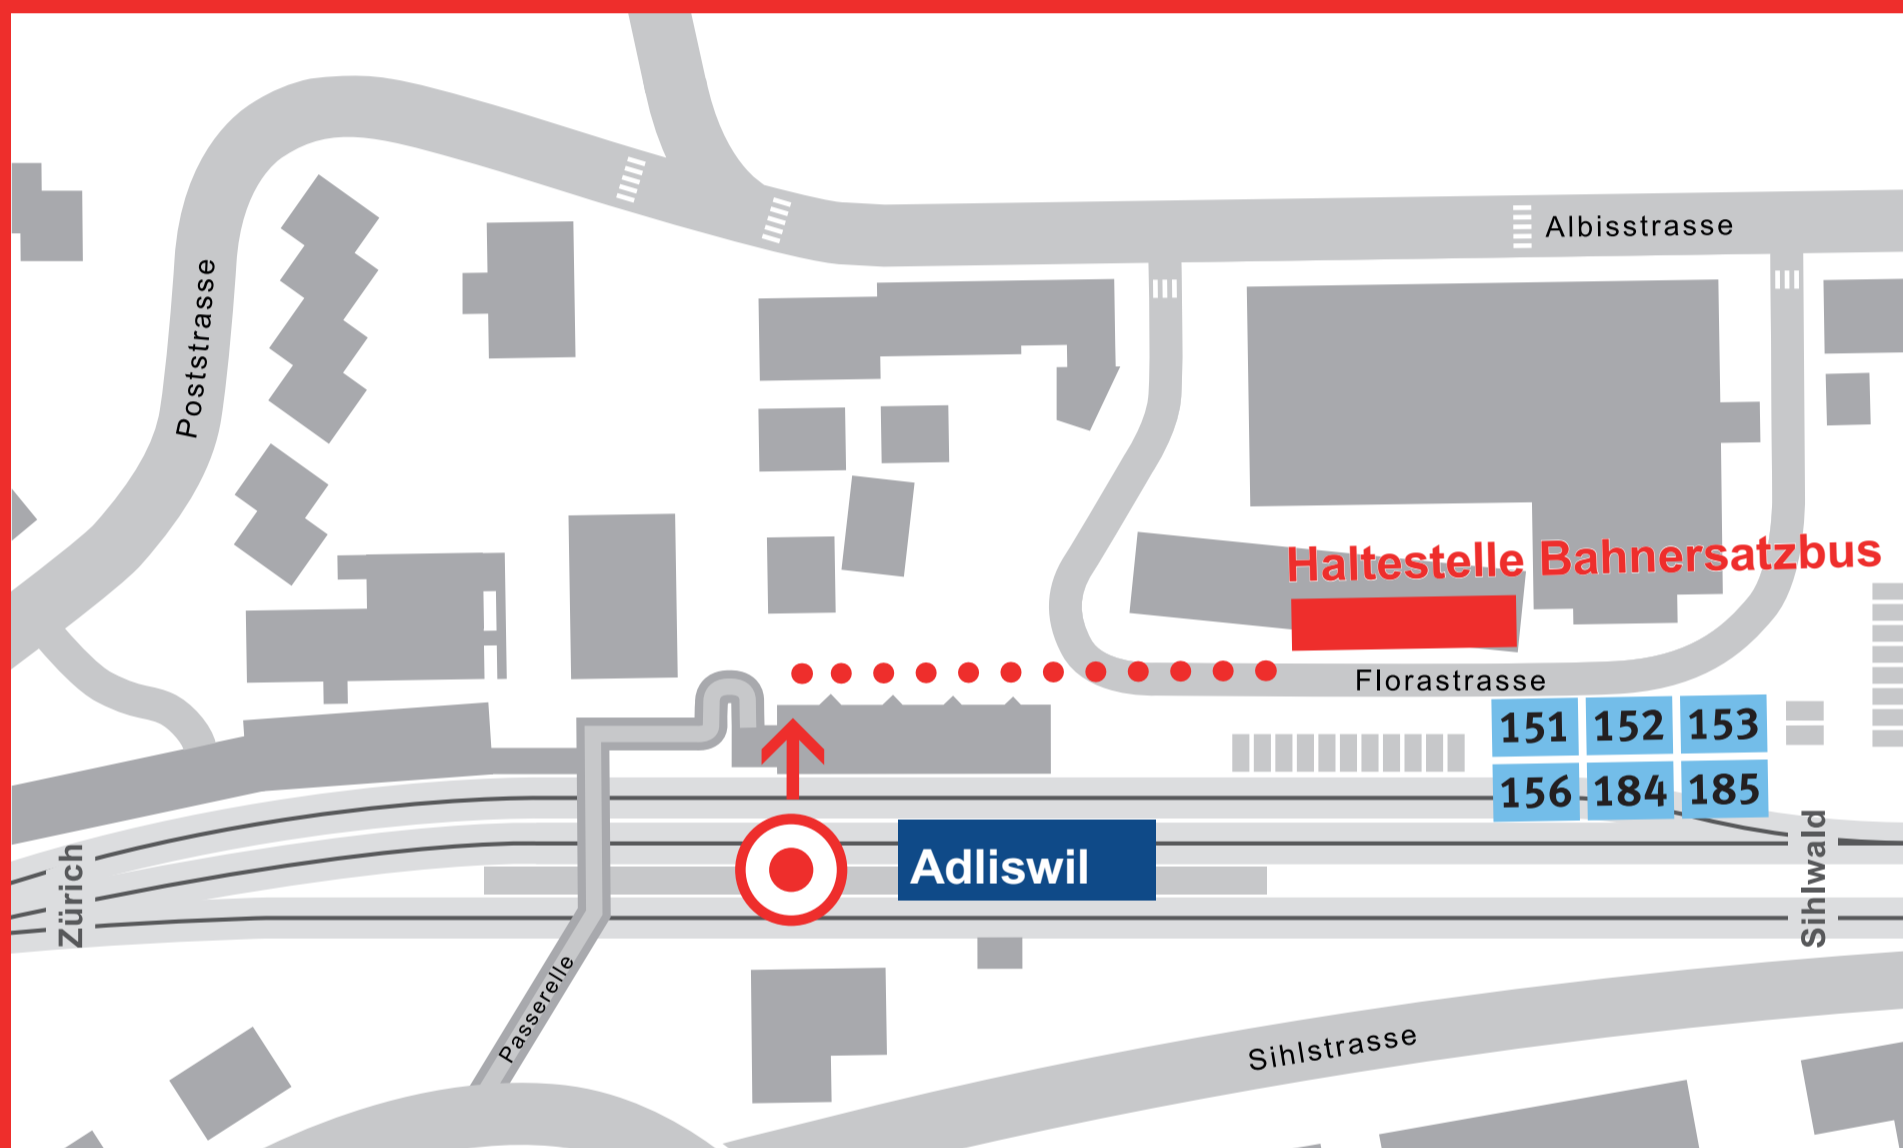 Albisstrasse
Poststrasse
Haltestelle Bahnersatzbus
Florastrasse
151 152 153
156 184 185
Adliswil
Zürich
Sihlwald
Passerelle
Sihlstrasse